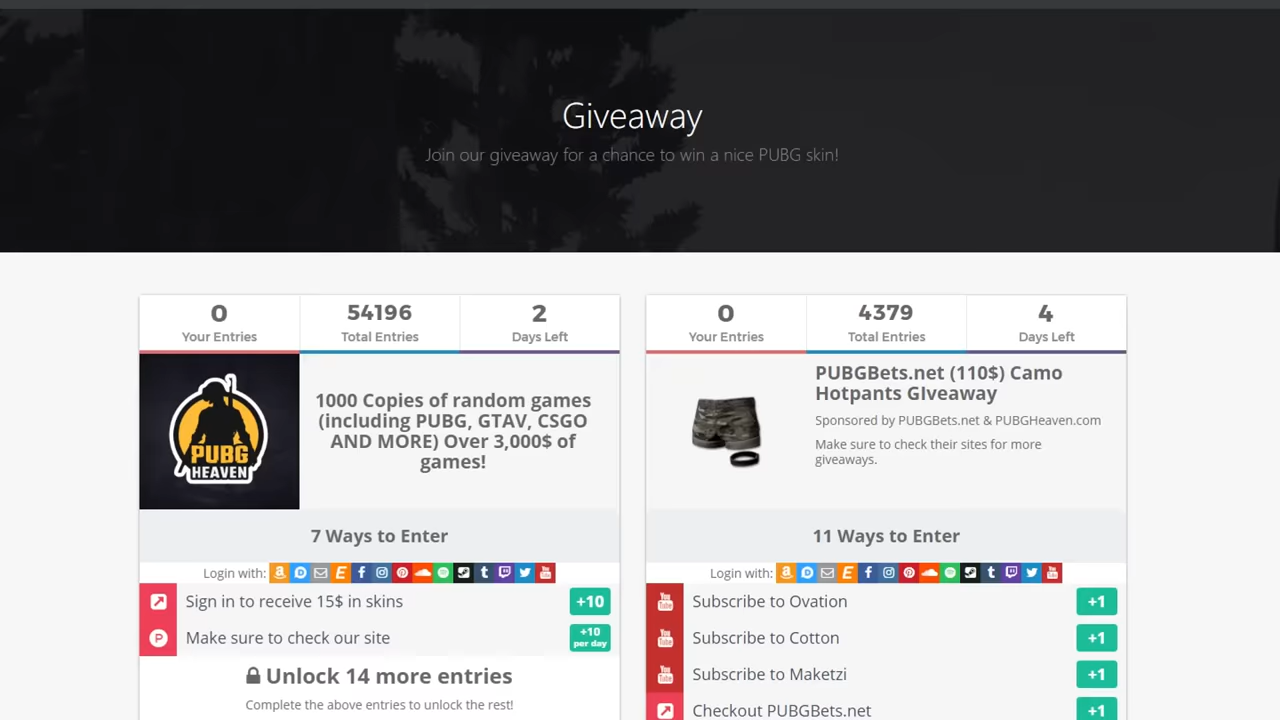 Giveaway
Join our giveaway for a chance to win a nice PUBG skin!
0
Your Entries
54196
Total Entries
2
Days Left
PUBG
HEAVEN
1000 Copies of random games
(including PUBG, GTAV, CSGO
AND MORE) Over 3,000$ of
games!
7 Ways to Enter
Login with:
Sign in to receive 15$ in skins
+10
Make sure to check our site
+10
per day
Unlock 14 more entries
Complete the above entries to unlock the rest!
0
Your Entries
4379
Total Entries
4
Days Left
PUBGBets.net (110$) Camo
Hotpants GIveaway
Sponsored by PUBGBets.net & PUBGHeaven.com
Make sure to check their sites for more
giveaways.
11 Ways to Enter
Login with:
Subscribe to Ovation
+1
Subscribe to Cotton
+1
Subscribe to Maketzi
+1
Checkout PUBGBets.net
+1